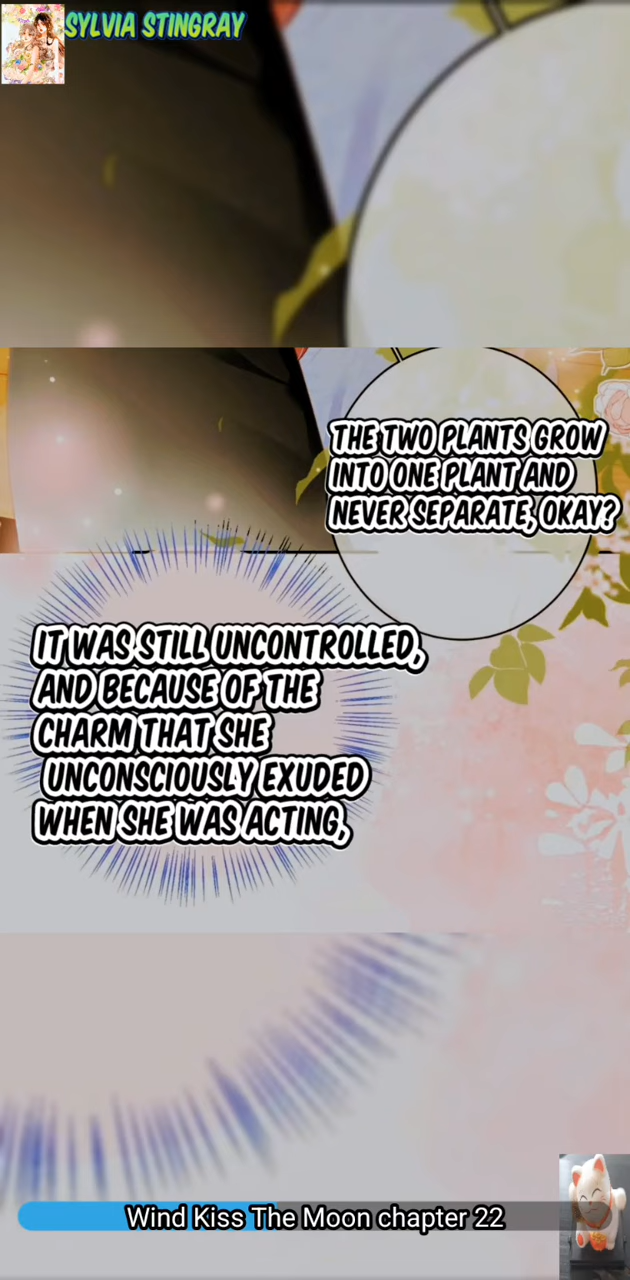 SYLVIA STINGRAY
THE TWO PLANTS GROW
INTO ONE PLANT AND
NEVER SEPARATE, OKAY?
IT WAS STILL UNCONTROLLED,
AND BECAUSE OF THE
CHARM THAT SHE
UNCONSCIOUSLY EXUDED
WHEN SHE WAS ACTING,
Wind Kiss The Moon chapter 22